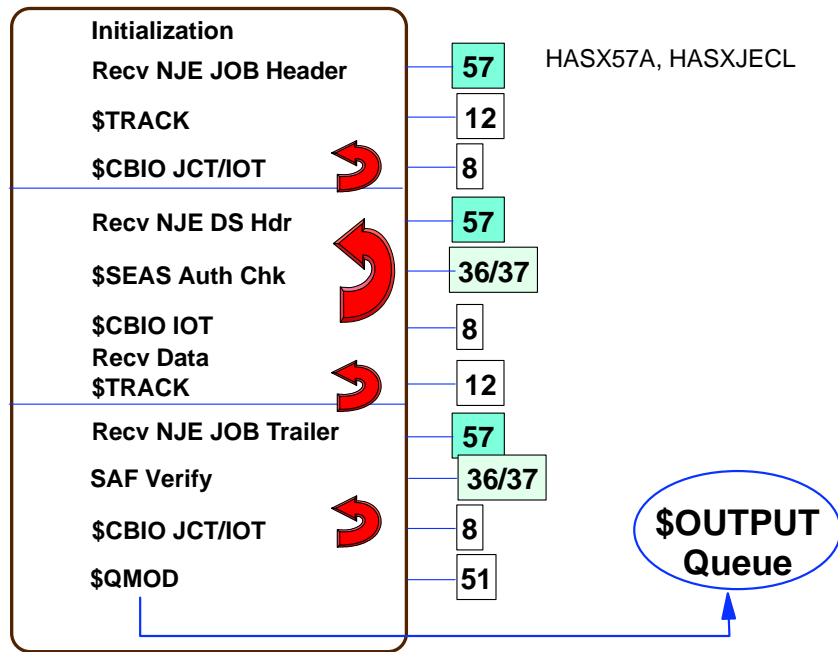 Initialization
Recv NJE JOB Header 57 HASX57A, HASXJECL
$TRACK 12
$CBIO JCT/IOT 8
Recv NJE DS Hdr 57
$SEAS Auth Chk 36/37
$CBIO IOT 8
Recv Data
$TRACK 12
Recv NJE JOB Trailer 57
SAF Verify 36/37
$CBIO JCT/IOT 8
$QMOD 51
$OUTPUT
Queue